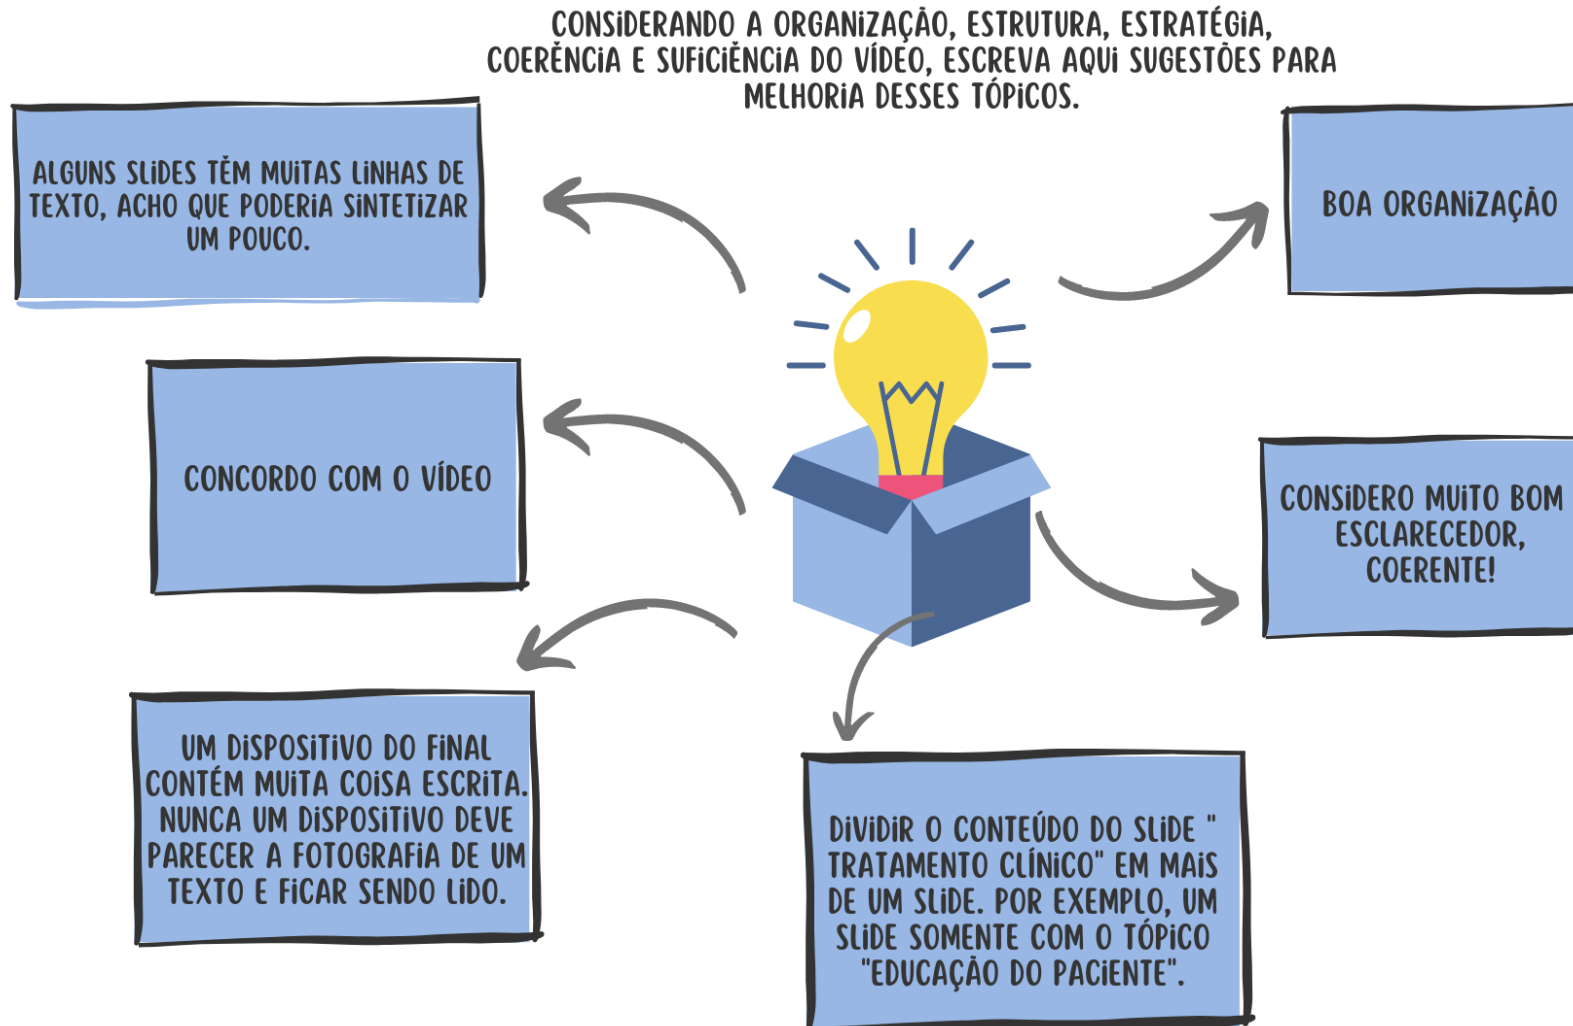 CONSIDERANDO A ORGANIZAÇÃO, ESTRUTURA, ESTRATÉGIA,
COERÊNCIA E SUFICIÊNCIA DO VÍDEO, ESCREVA AQUI SUGESTÕES PARA
MELHORIA DESSES TÓPICOS.
ALGUNS SLIDES TÊM MUITAS LINHAS DE
TEXTO, ACHO QUE PODERIA SINTETIZAR
UM POUCO.
BOA ORGANIZAÇÃO
CONCORDO COM O VÍDEO
CONSIDERO MUITO BOM
ESCLARECEDOR,
COERENTE!
UM DISPOSITIVO DO FINAL
CONTÉM MUITA COISA ESCRITA.
NUNCA UM DISPOSITIVO DEVE
PARECER A FOTOGRAFIA DE UM
TEXTO E FICAR SENDO LIDO.
DIVIDIR O CONTEÚDO DO SLIDE "
TRATAMENTO CLÍNICO" EM MAIS
DE UM SLIDE. POR EXEMPLO, UM
SLIDE SOMENTE COM O TÓPICO
"EDUCAÇÃO DO PACIENTE".